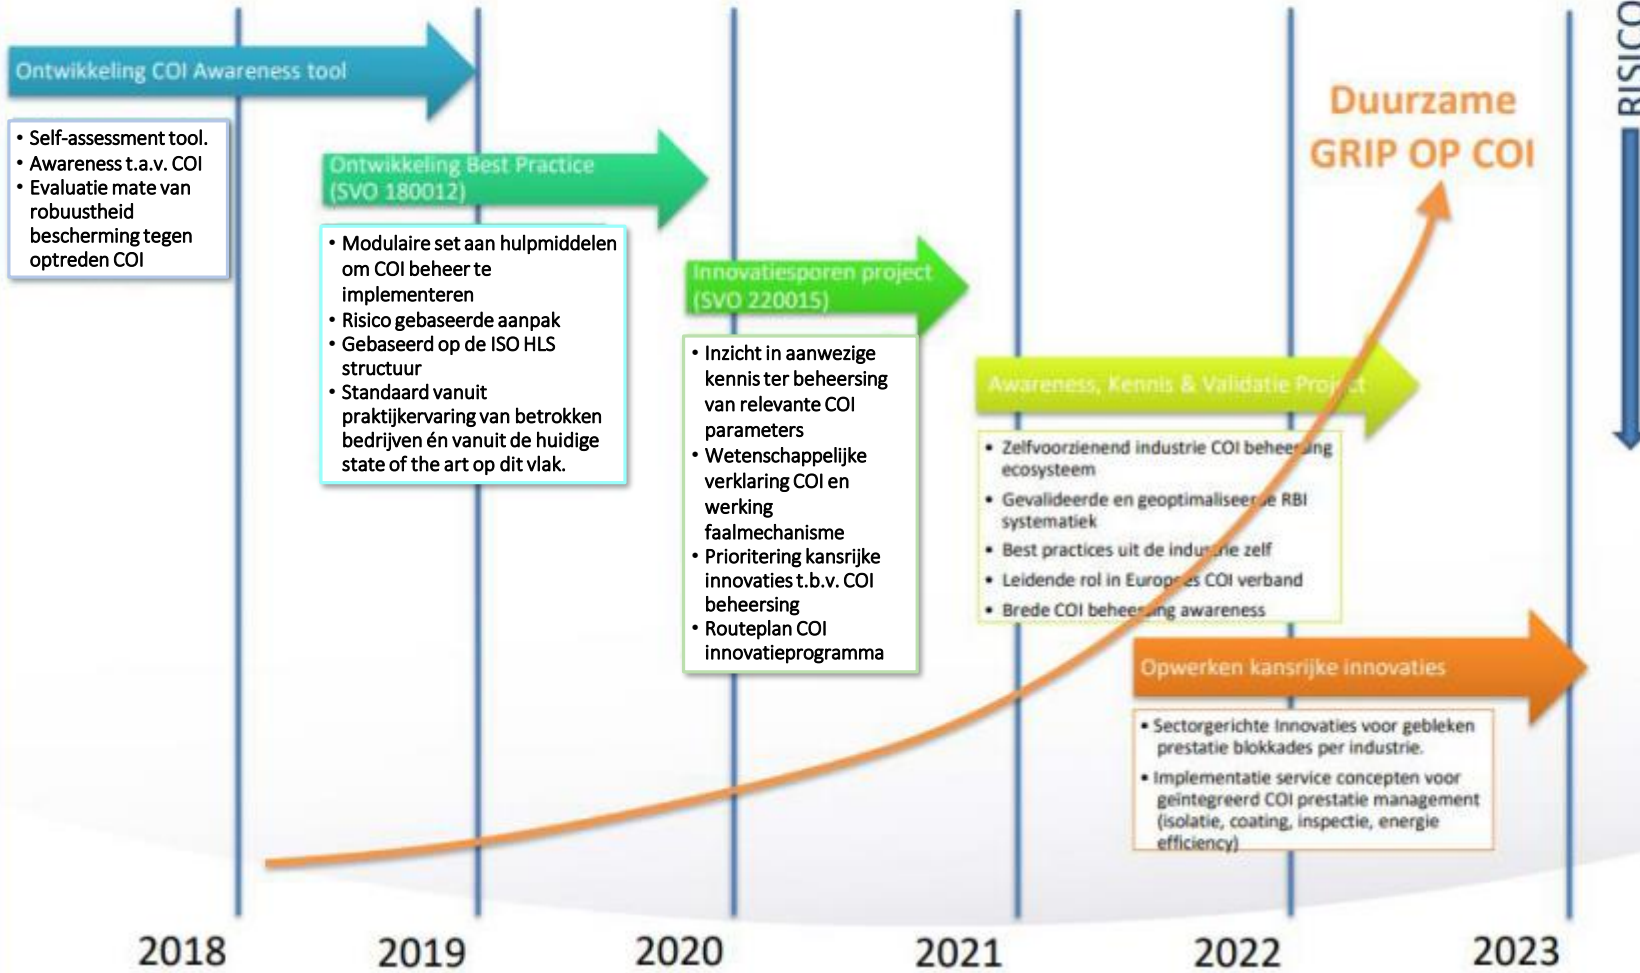 Ontwikkeling COI Awareness tool
• Self-assessment tool.
• Awareness t.a.v. COI
• Evaluatie mate van
robuustheid
bescherming tegen
optreden COI
Ontwikkeling Best Practice
(SVO 180012)
• Modulaire set aan hulpmiddelen
om COI beheer te
implementeren
• Risico gebaseerde aanpak
• Gebaseerd op de ISO HLS
structuur
• Standaard vanuit
praktijkervaring van betrokken
bedrijven én vanuit de huidige
state of the art op dit vlak.
Innovatiesporen project
(SVO 220015)
• Inzicht in aanwezige
kennis ter beheersing
van relevante COI
parameters
• Wetenschappelijke
verklaring COI en
werking
faalmechanisme
• Prioritering kansrijke
innovaties t.b.v. COI
beheersing
• Routeplan COI
innovatieprogramma
Awareness, Kennis & Validatie Project
• Zelfvoorzienend industrie COI beheersing
ecosysteem
• Gevalideerde en geoptimaliseerde RBI
systematiek
• Best practices uit de industrie zelf
• Leidende rol in Europees COI verband
• Brede COI beheersing awareness
Opwerken kansrijke innovaties
• Sectorgerichte Innovaties voor gebleken
prestatie blokkades per industrie.
• Implementatie service concepten voor
geïntegreerd COI prestatie management
(isolatie, coating, inspectie, energie
efficiency)
Duurzame
GRIP OP COI
RISICO
2018
2019
2020
2021
2022
2023